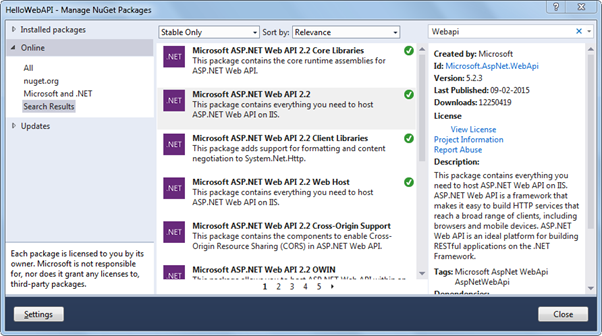 HelloWebAPI - Manage NuGet Packages
Installed packages
Online
All
nuget.org
Microsoft and .NET
Search Results
Updates
Each package is licensed to you by its
owner. Microsoft is not responsible
for, nor does it grant any licenses to,
third-party packages.
Stable Only
Sort by: Relevance
.NET
Microsoft ASP.NET Web API 2.2 Core Libraries
This package contains the core runtime assemblies for
ASP.NET Web API.
.NET
Microsoft ASP.NET Web API 2.2
This package contains everything you need to host
ASP.NET Web API on IIS.
.NET
Microsoft ASP.NET Web API 2.2 Client Libraries
This package adds support for formatting and content
negotiation to System.Net.Http.
.NET
Microsoft ASP.NET Web API 2.2 Web Host
This package contains everything you need to host
ASP.NET Web API on IIS.
.NET
Microsoft ASP.NET Web API 2.2 Cross-Origin Support
This package contains the components to enable Cross-
Origin Resource Sharing (CORS) in ASP.NET Web API.
.NET
Microsoft ASP.NET Web API 2.2 OWIN
This package allows you to host ASP.NET Web API within an
1 2 3 4 5
Webapi
Created by: Microsoft
Id: Microsoft.AspNet.WebApi
Version: 5.2.3
Last Published: 09-02-2015
Downloads: 12250419
License
View License
Project Information
Report Abuse
Description:
This package contains everything you
need to host ASP.NET Web API on IIS.
ASP.NET Web API is a framework that
makes it easy to build HTTP services that
reach a broad range of clients, including
browsers and mobile devices. ASP.NET
Web API is an ideal platform for building
RESTful applications on the .NET
Framework.
Tags: Microsoft AspNet WebApi
AspNetWebApi
Dependencies:
Settings
Close